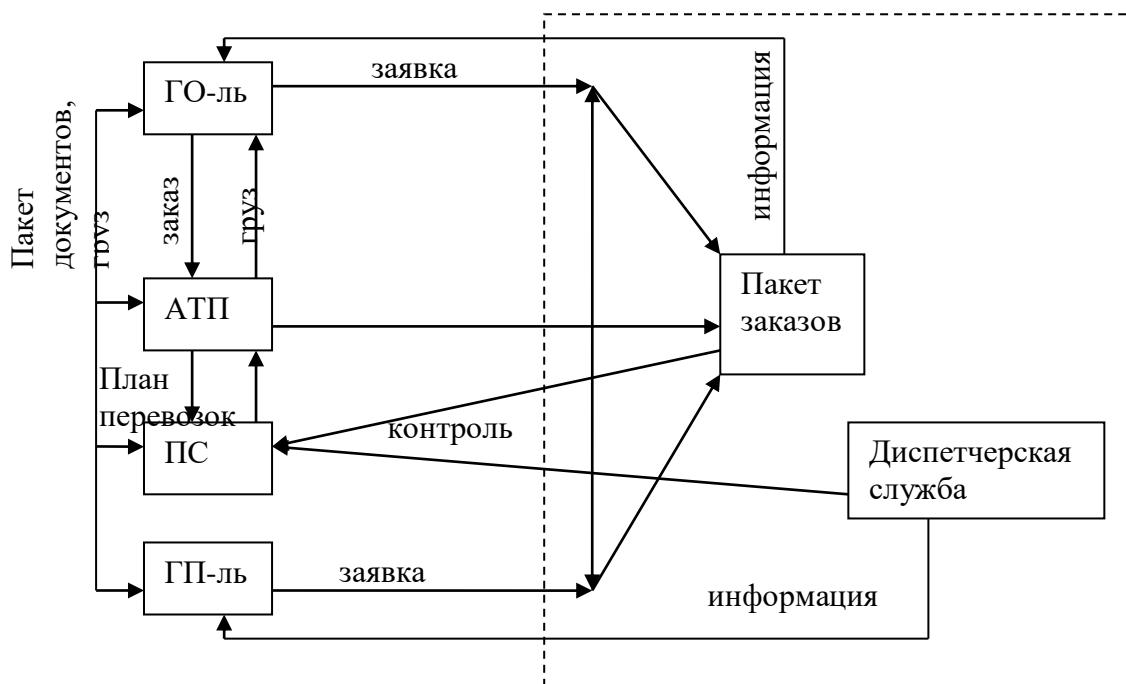 ГО-ль
заявка
информация
Пакет
документов,
груз
заказ
груз
АТП
Пакет
заказов
План
перевозок
ПС
контроль
Диспетчерская
служба
ГП-ль
заявка
информация